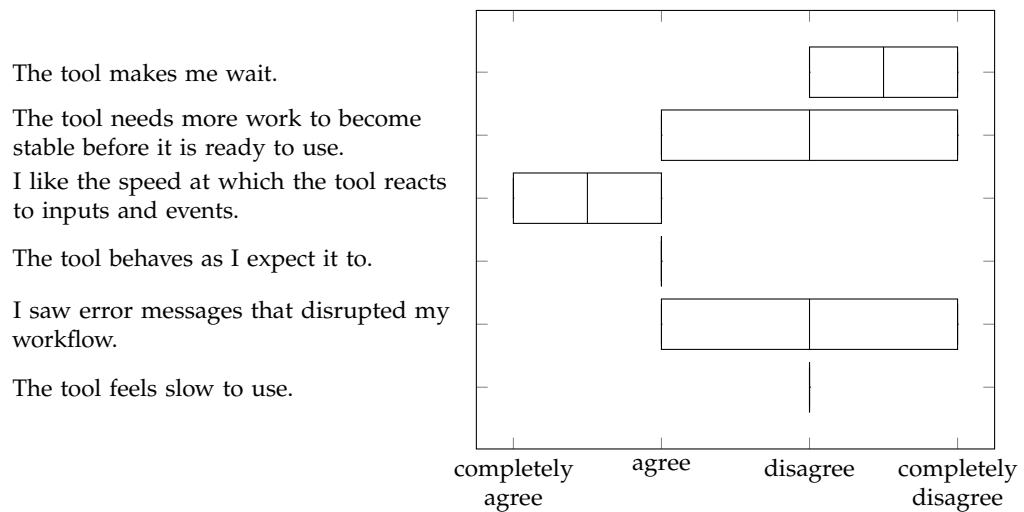 The tool makes me wait.
The tool needs more work to become
stable before it is ready to use.
I like the speed at which the tool reacts
to inputs and events.
The tool behaves as I expect it to.
I saw error messages that disrupted my
workflow.
The tool feels slow to use.
completely
agree
agree
disagree
completely
disagree